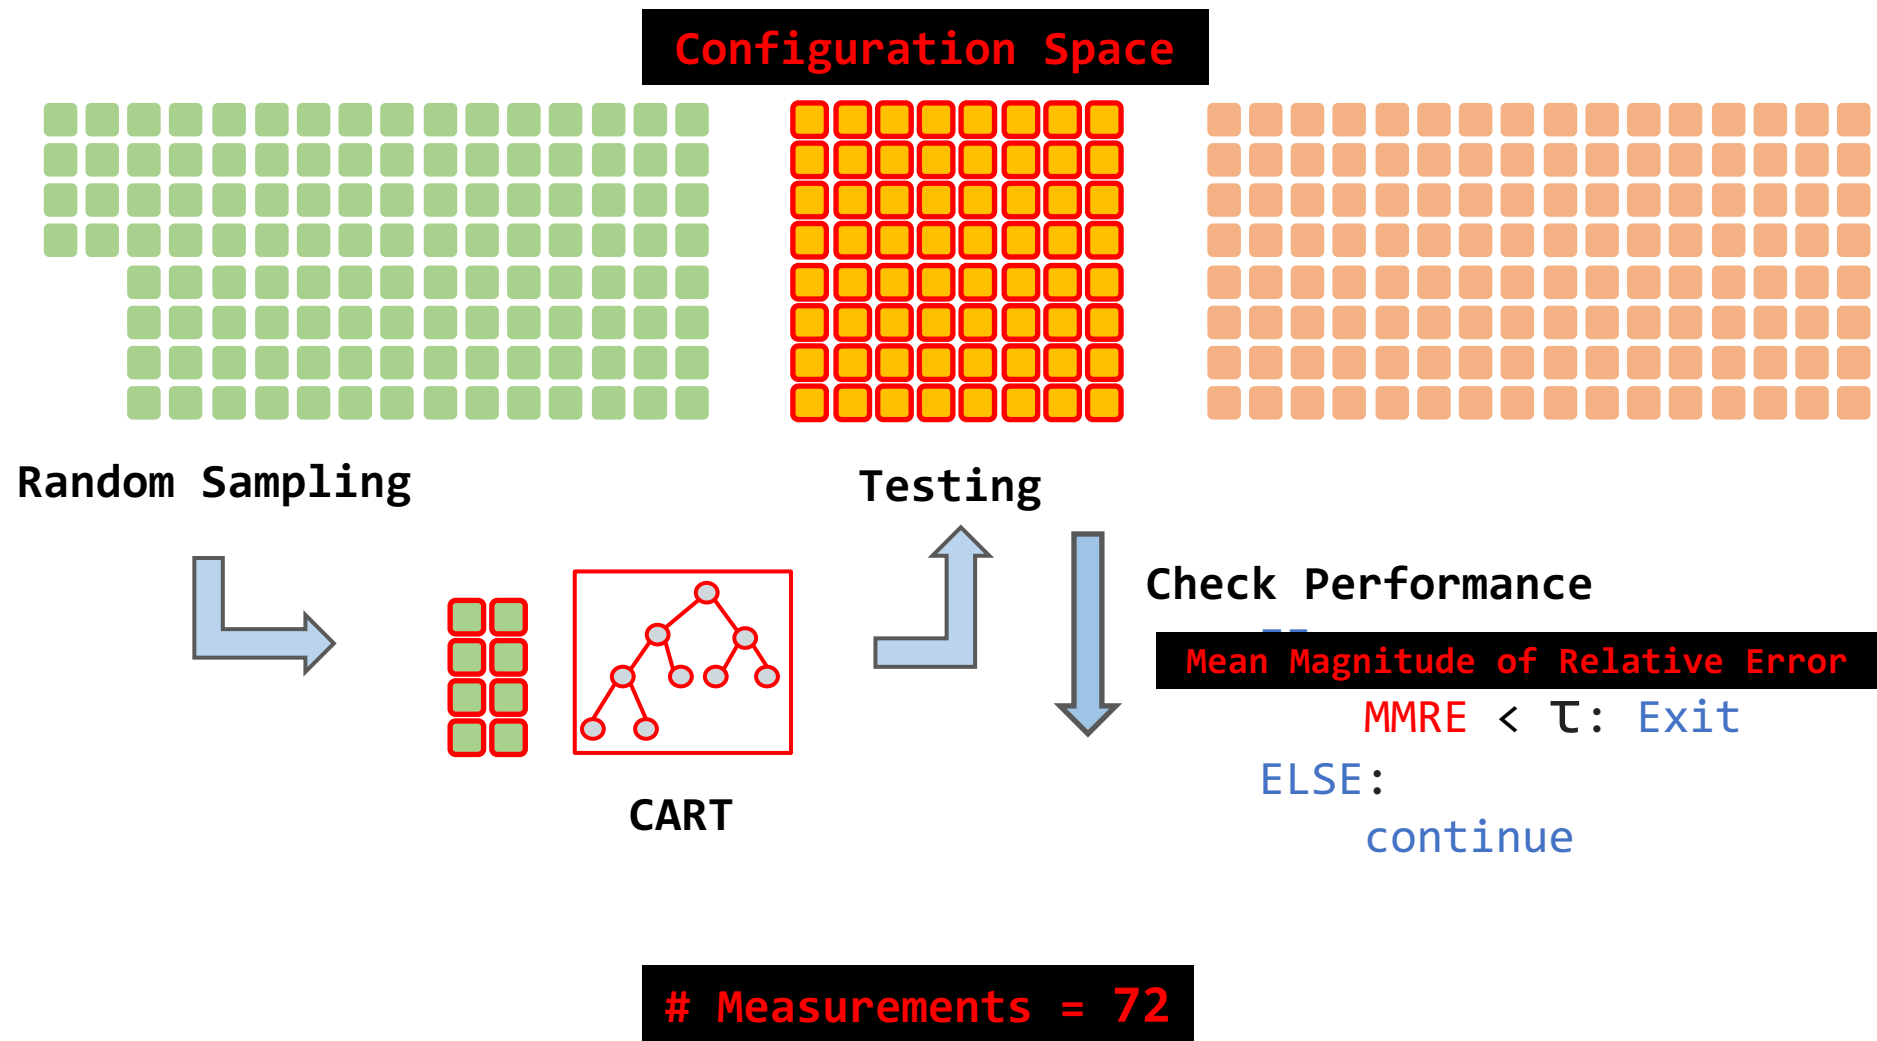 Configuration Space
Random Sampling
Testing
Check Performance
Mean Magnitude of Relative Error
MMRE < τ: Exit
ELSE:
continue
CART
# Measurements = 72